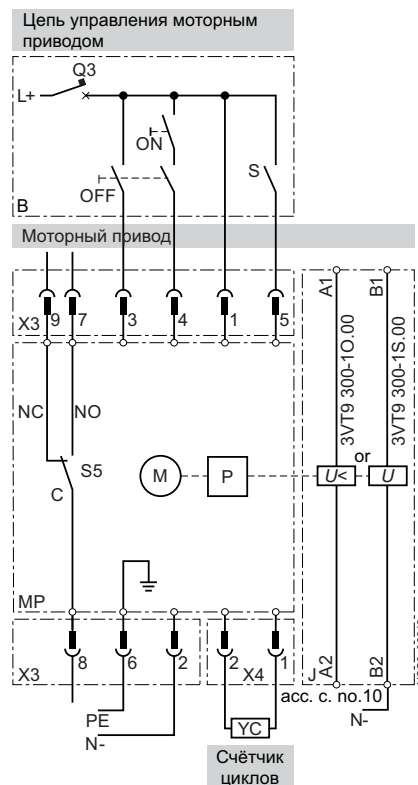 Цепь управления моторным
приводом
Q3
L+
ON
OFF
S
B
Моторный привод
X3
9
7
3
4
1
5
A1
B1
3VT9 300-1O.00
3VT9 300-1S.00
NC
NO
S5
C
M
P
or
U<
U
MP
X3
8
6
2
2
X4
1
J
A2
B2
acc. c. no.10
PE
N-
N-
YC
Счётчик
циклов